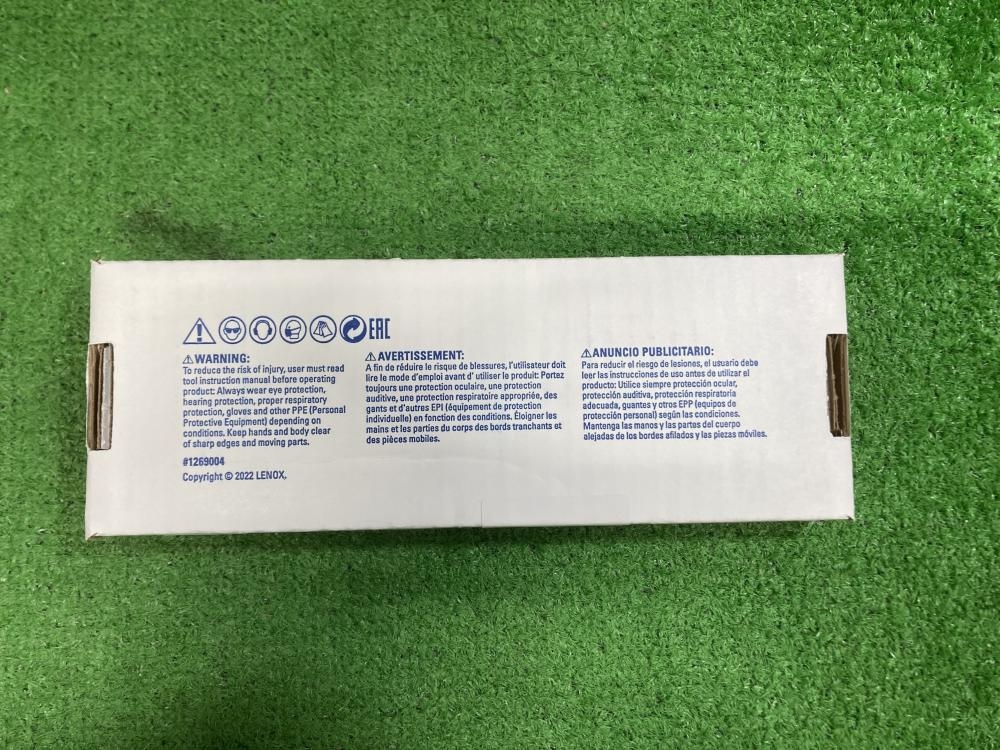 EAC
⚠WARNING:
To reduce the risk of injury, user must read
tool instruction manual before operating
product: Always wear eye protection,
hearing protection, proper respiratory
protection, gloves and other PPE (Personal
Protective Equipment) depending on
conditions. Keep hands and body clear
of sharp edges and moving parts.
#1269004
Copyright © 2022 LENOX,
⚠AVERTISSEMENT:
A fin de réduire le risque de blessures, l'utilisateur doit
lire le mode d'emploi avant d' utiliser le produit: Portez
toujours une protection oculaire, une protection
auditive, une protection respiratoire appropriée, des
gants et d'autres EPI (équipement de protection
individuelle) en fonction des conditions. Éloigner les
mains et les parties du corps des bords tranchants et
des pièces mobiles.
⚠ANUNCIO PUBLICITARIO:
Para reducir el riesgo de lesiones, el usuario debe
leer las instrucciones de uso antes de utilizar el
producto: Utilice siempre protección ocular,
protección auditiva, protección respiratoria
adecuada, guantes y otros EPP (equipos de
protección personal) según las condiciones.
Mantenga las manos y las partes del cuerpo
alejadas de los bordes afilados y las piezas móviles.